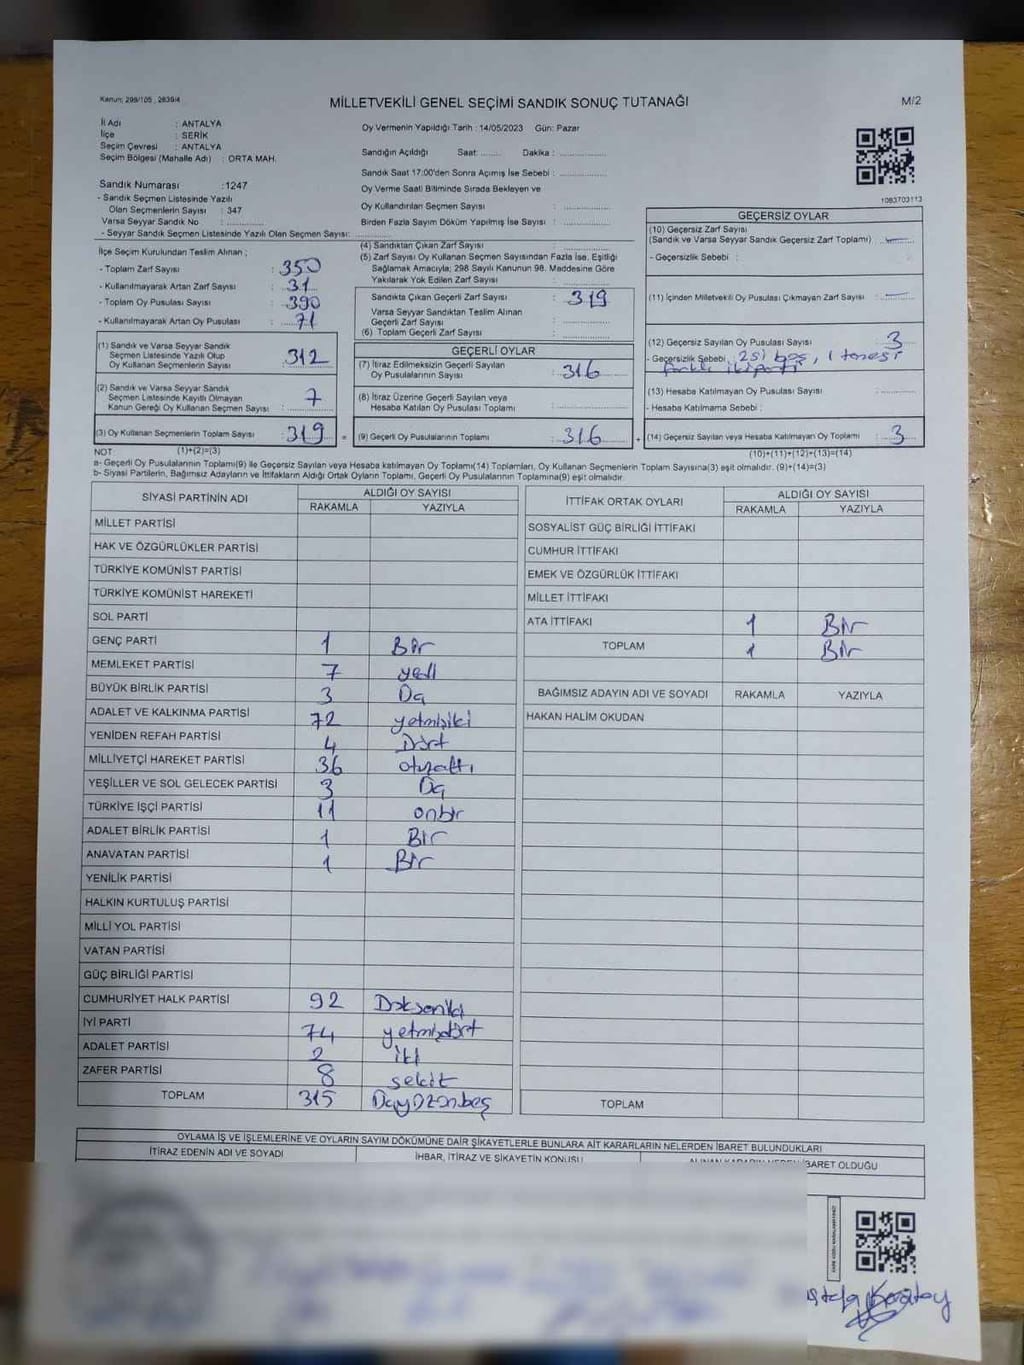 Kanun: 298/105 , 2839/4
MİLLETVEKİLİ GENEL SEÇİMİ SANDIK SONUÇ TUTANAĞI
M/2
İl Adı : ANTALYA
İlçe : SERİK
Seçim Çevresi : ANTALYA
Seçim Bölgesi (Mahalle Adı) : ORTA MAH.
Oy Vermenin Yapıldığı Tarih : 14/05/2023 Gün: Pazar
Sandığın Açıldığı Saat: ........ Dakika : ....................
Sandık Saat 17:00'den Sonra Açımış İse Sebebi : ....................
Oy Verme Saati Bitiminde Sırada Bekleyen ve
Oy Kullandırılan Seçmen Sayısı : ....................
Birden Fazla Sayım Döküm Yapılmış İse Sayısı : ....................
1083703113
Sandık Numarası :1247
- Sandık Seçmen Listesinde Yazılı
Olan Seçmenlerin Sayısı : 347
Varsa Seyyar Sandık No : ....................
- Seyyar Sandık Seçmen Listesinde Yazılı Olan Seçmen Sayısı: ....................
İlçe Seçim Kurulundan Teslim Alınan ;
- Toplam Zarf Sayısı : 350
- Kullanılmayarak Artan Zarf Sayısı : 31
- Toplam Oy Pusulası Sayısı : 390
- Kullanılmayarak Artan Oy Pusulası : 71
(1) Sandık ve Varsa Seyyar Sandık
Seçmen Listesinde Yazılı Olup
Oy Kullanan Seçmenlerin Sayısı : 312
(2) Sandık ve Varsa Seyyar Sandık
Seçmen Listesinde Kayıtlı Olmayan
Kanun Gereği Oy Kullanan Seçmen Sayısı : 7
(3) Oy Kullanan Seçmenlerin Toplam Sayısı : 319 =
(4) Sandıktan Çıkan Zarf Sayısı : ....................
(5) Zarf Sayısı Oy Kullanan Seçmen Sayısından Fazla İse, Eşitliği
Sağlamak Amacıyla; 298 Sayılı Kanunun 98. Maddesine Göre
Yakılarak Yok Edilen Zarf Sayısı : ....................
Sandıkta Çıkan Geçerli Zarf Sayısı : 319
Varsa Seyyar Sandıktan Teslim Alınan
Geçerli Zarf Sayısı : ....................
(6) Toplam Geçerli Zarf Sayısı : ....................
GEÇERLİ OYLAR
(7) İtiraz Edilmeksizin Geçerli Sayılan
Oy Pusulalarının Sayısı : 316
(8) İtiraz Üzerine Geçerli Sayılan veya
Hesaba Katılan Oy Pusulası Toplamı : ....................
(9) Geçerli Oy Pusulalarının Toplamı : 316 +
GEÇERSİZ OYLAR
(10) Geçersiz Zarf Sayısı
(Sandık ve Varsa Seyyar Sandık Geçersiz Zarf Toplamı) : —
- Geçersizlik Sebebi :
(11) İçinden Milletvekili Oy Pusulası Çıkmayan Zarf Sayısı : —
(12) Geçersiz Sayılan Oy Pusulası Sayısı : 3
- Geçersizlik Sebebi : 2si boş, 1 tanesi
farklı iki parti
(13) Hesaba Katılmayan Oy Pusulası Sayısı : ....................
- Hesaba Katılmama Sebebi :
(14) Geçersiz Sayılan veya Hesaba Katılmayan Oy Toplamı : 3
NOT (1)+(2)=(3)
(10)+(11)+(12)+(13)=(14)
a- Geçerli Oy Pusulalarının Toplamı(9) ile Geçersiz Sayılan veya Hesaba katılmayan Oy Toplamı(14) Toplamları, Oy Kullanan Seçmenlerin Toplam Sayısına(3) eşit olmalıdır. (9)+(14)=(3)
b- Siyasi Partilerin, Bağımsız Adayların ve İttifakların Aldığı Ortak Oyların Toplamı, Geçerli Oy Pusulalarının Toplamına(9) eşit olmalıdır
SİYASİ PARTİNİN ADI ALDIĞI OY SAYISI
RAKAMLA YAZIYLA
MİLLET PARTİSİ
HAK VE ÖZGÜRLÜKLER PARTİSİ
TÜRKİYE KOMÜNİST PARTİSİ
TÜRKİYE KOMÜNİST HAREKETİ
SOL PARTİ
GENÇ PARTİ 1 Bir
MEMLEKET PARTİSİ 7 yedi
BÜYÜK BİRLİK PARTİSİ 3 Üç
ADALET VE KALKINMA PARTİSİ 72 yetmişiki
YENİDEN REFAH PARTİSİ 4 Dört
MİLLİYETÇİ HAREKET PARTİSİ 36 otuzaltı
YEŞİLLER VE SOL GELECEK PARTİSİ 3 Üç
TÜRKİYE İŞÇİ PARTİSİ 11 onbir
ADALET BİRLİK PARTİSİ 1 Bir
ANAVATAN PARTİSİ 1 Bir
YENİLİK PARTİSİ
HALKIN KURTULUŞ PARTİSİ
MİLLİ YOL PARTİSİ
VATAN PARTİSİ
GÜÇ BİRLİĞİ PARTİSİ
CUMHURİYET HALK PARTİSİ 92 Doksaniki
İYİ PARTİ 74 yetmişdört
ADALET PARTİSİ 2 iki
ZAFER PARTİSİ 8 sekiz
TOPLAM 315 Üçyüzonbeş
İTTİFAK ORTAK OYLARI ALDIĞI OY SAYISI
RAKAMLA YAZIYLA
SOSYALİST GÜÇ BİRLİĞİ İTTİFAKI
CUMHUR İTTİFAKI
EMEK VE ÖZGÜRLÜK İTTİFAKI
MİLLET İTTİFAKI
ATA İTTİFAKI 1 Bir
TOPLAM 1 Bir
BAĞIMSIZ ADAYIN ADI VE SOYADI RAKAMLA YAZIYLA
HAKAN HALİM OKUDAN
TOPLAM
OYLAMA İŞ VE İŞLEMLERİNE VE OYLARIN SAYIM DÖKÜMÜNE DAİR ŞİKAYETLERLE BUNLARA AİT KARARLARIN NELERDEN İBARET BULUNDUKLARI
İTİRAZ EDENİN ADI VE SOYADI
İHBAR, İTİRAZ VE ŞİKAYETİN KONUSU
İBARET OLDUĞU